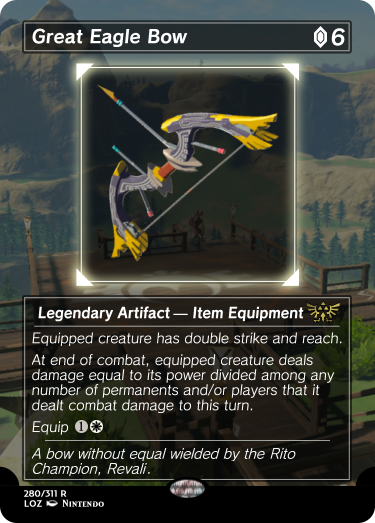 Great Eagle Bow 6
Legendary Artifact — Item Equipment
Equipped creature has double strike and reach.
At end of combat, equipped creature deals
damage equal to its power divided among any
number of permanents and/or players that it
dealt combat damage to this turn.
Equip 1
A bow without equal wielded by the Rito
Champion, Revali.
280/311 R
LOZ Nintendo